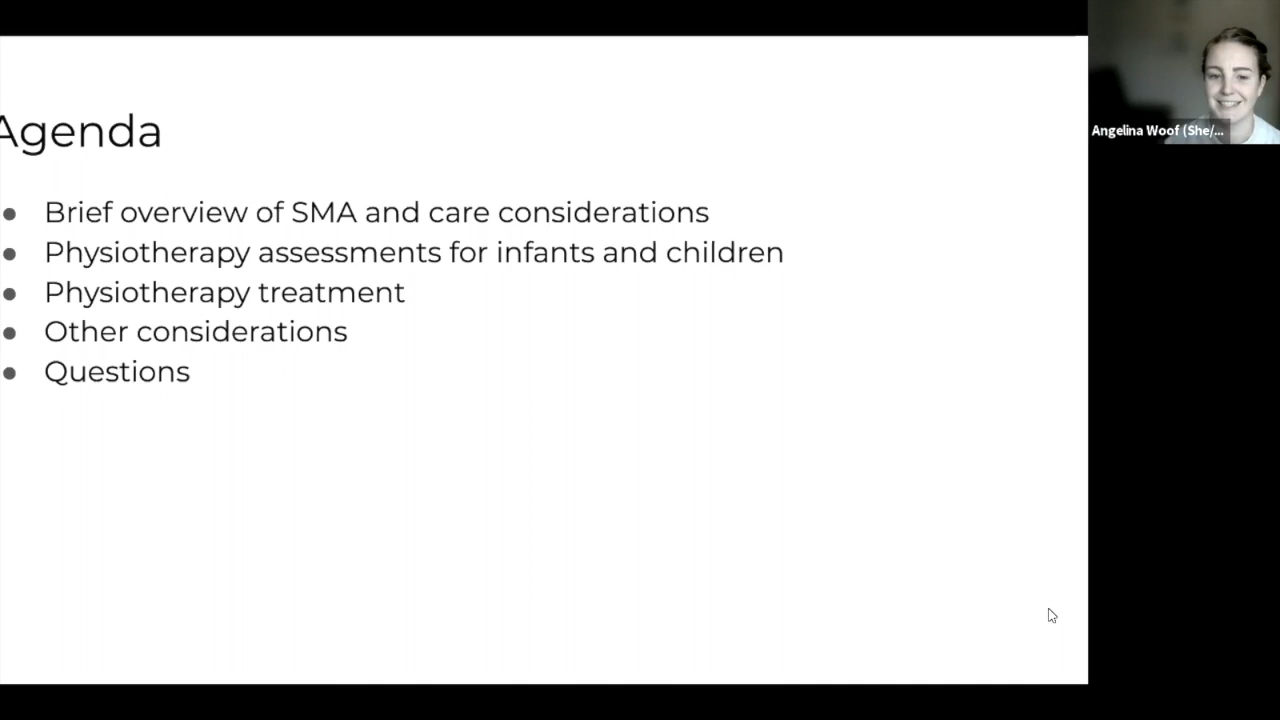 Agenda
● Brief overview of SMA and care considerations
● Physiotherapy assessments for infants and children
● Physiotherapy treatment
● Other considerations
● Questions
Angelina Woof (She/...